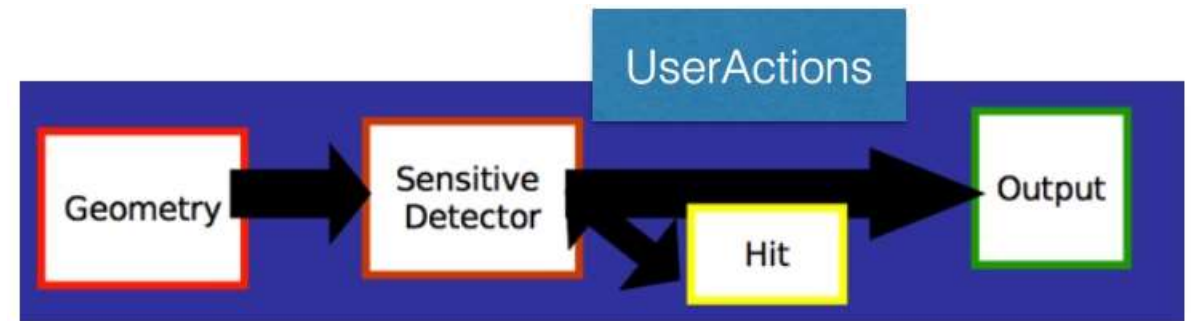 UserActions
Geometry
Sensitive
Detector
Hit
Output